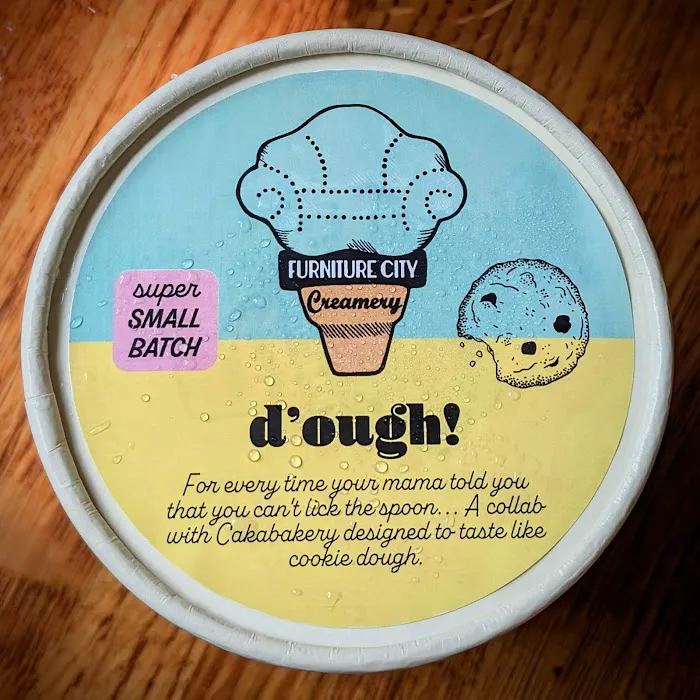 FURNITURE CITY
Creamery
super
SMALL
BATCH
d'ough!
For every time your mama told you
that you can't lick the spoon... A collab
with Cakabakery designed to taste like
cookie dough.